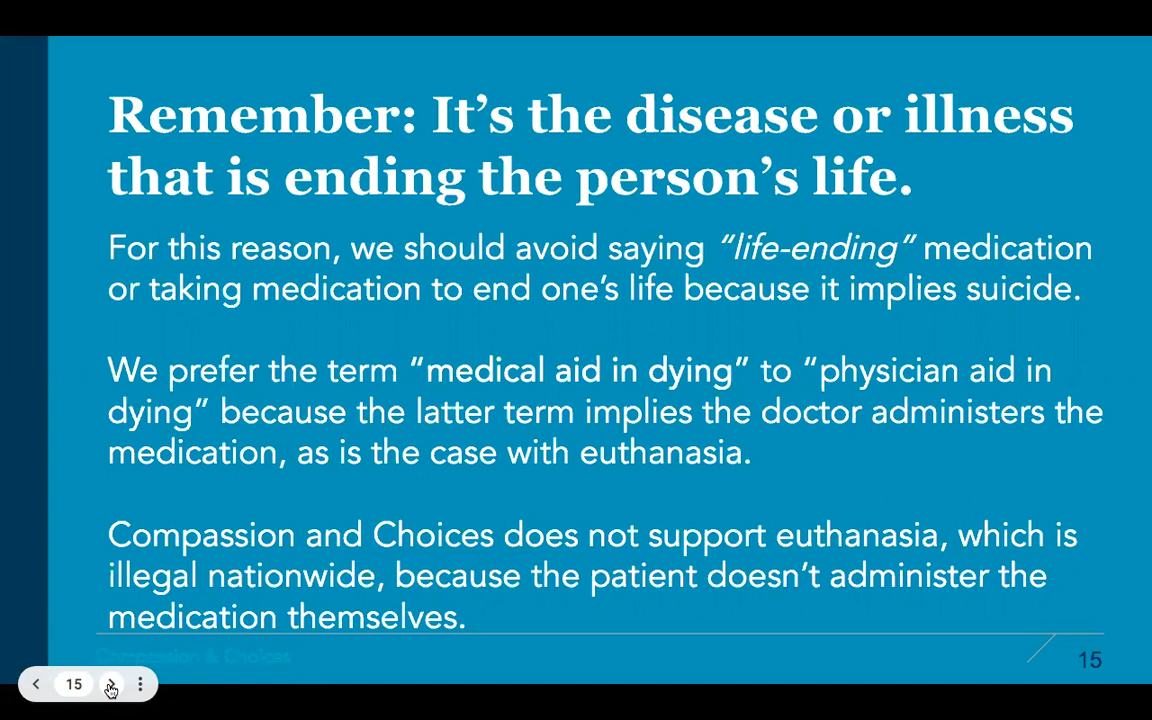 Remember: It’s the disease or illness
that is ending the person’s life.
For this reason, we should avoid saying “life-ending” medication
or taking medication to end one’s life because it implies suicide.
We prefer the term “medical aid in dying” to “physician aid in
dying” because the latter term implies the doctor administers the
medication, as is the case with euthanasia.
Compassion and Choices does not support euthanasia, which is
illegal nationwide, because the patient doesn’t administer the
medication themselves.
Compassion & Choices
15
15